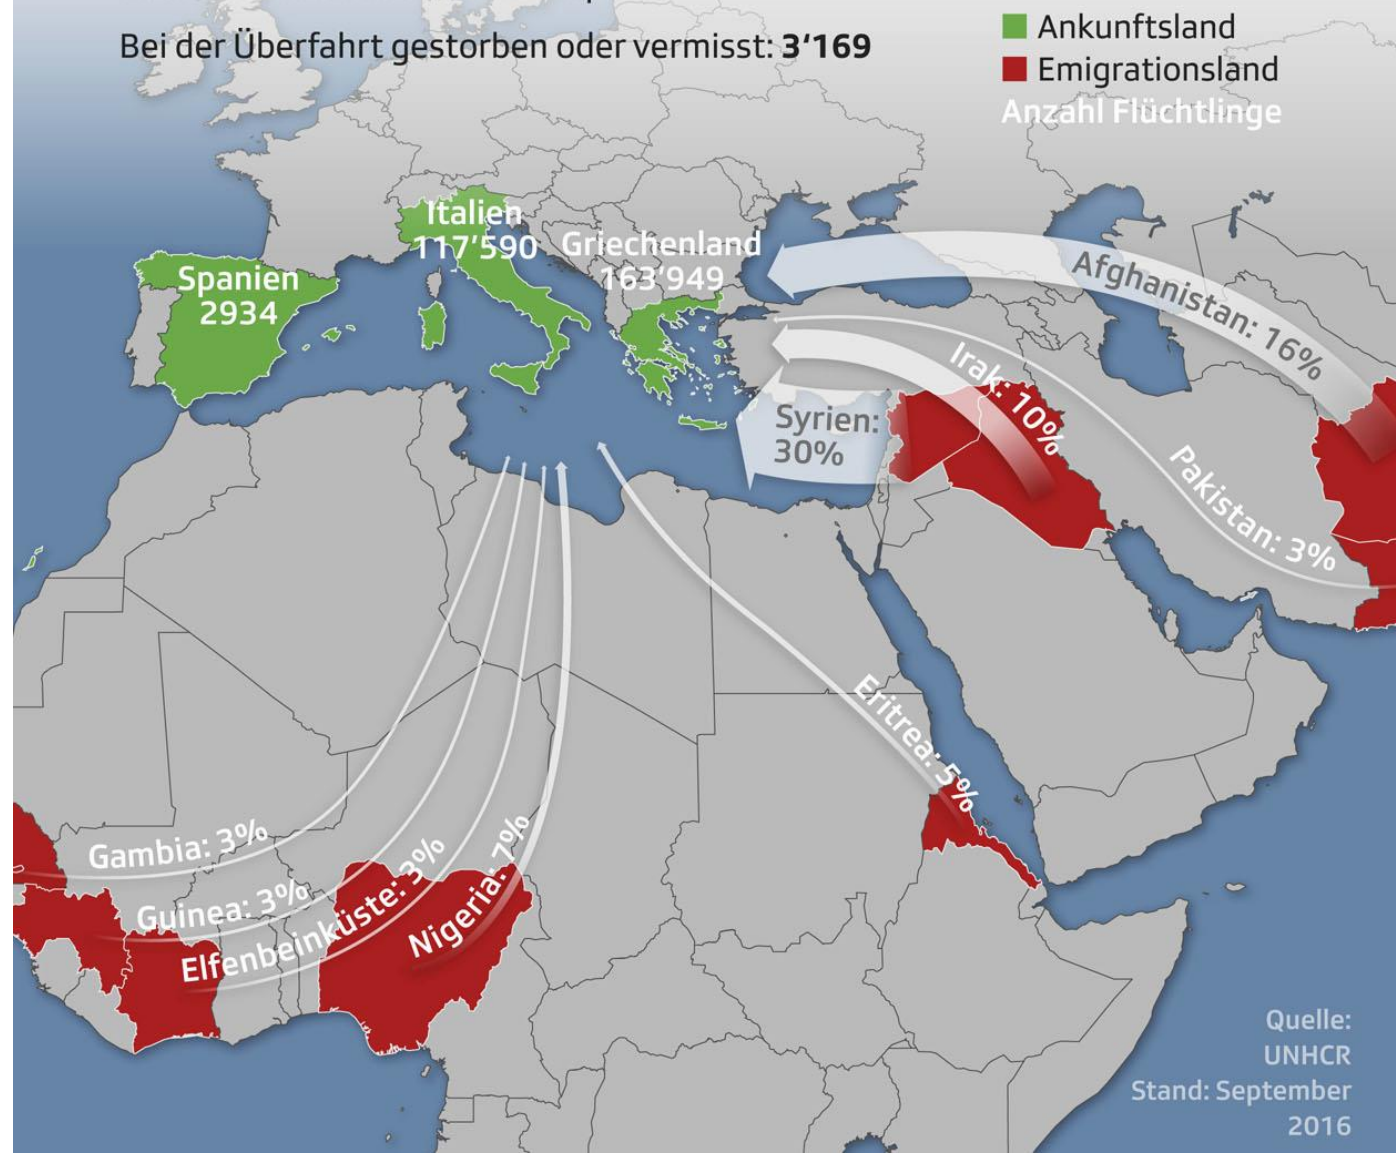 Bei der Überfahrt gestorben oder vermisst: 3‘169
Ankunftsland
Emigrationsland
Anzahl Flüchtlinge
Italien
117’590
Griechenland
163’949
Spanien
2934
Afghanistan: 16%
Irak: 10%
Syrien:
30%
Pakistan: 3%
Eritrea: 5%
Gambia: 3%
Guinea: 3%
Elfenbeinküste: 3%
Nigeria: 7%
Quelle:
UNHCR
Stand: September
2016